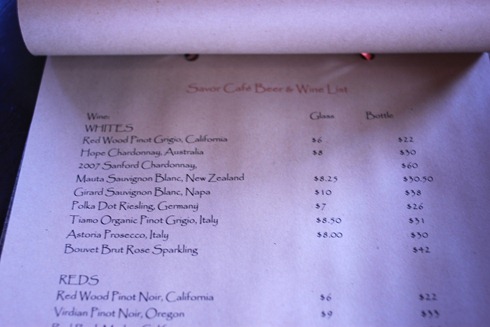 Savor Café Beer & Wine List
Wine: Glass Bottle
WHITES
Red Wood Pinot Grigio, California $6 $22
Hope Chardonnay, Australia $8 $30
2007 Sanford Chardonnay, $60
Mauta Sauvignon Blanc, New Zealand $8.25 $30.50
Girard Sauvignon Blanc, Napa $10 $38
Polka Dot Riesling, Germany $7 $26
Tiamo Organic Pinot Grigio, Italy $8.50 $31
Astoria Prosecco, Italy $8.00 $30
Bouvet Brut Rose Sparkling $42
REDS
Red Wood Pinot Noir, California $6 $22
Virdian Pinot Noir, Oregon $9 $33